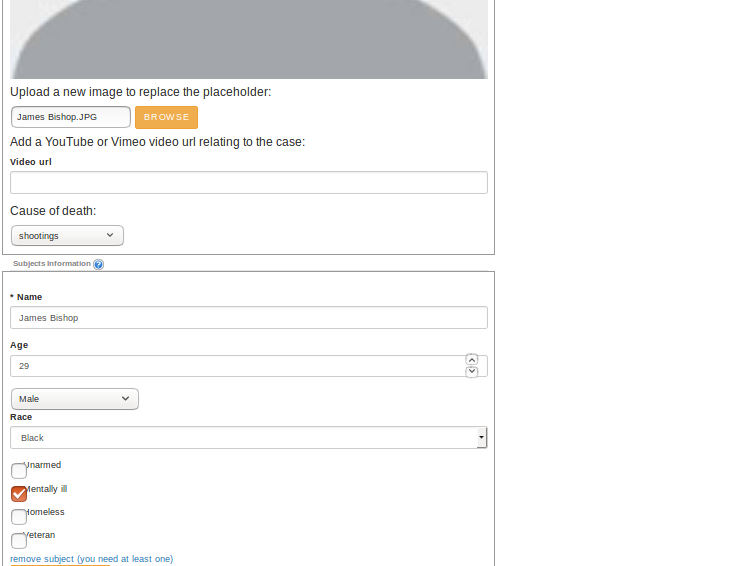 Upload a new image to replace the placeholder:
James Bishop.JPG BROWSE
Add a YouTube or Vimeo video url relating to the case:
Video url
Cause of death:
shootings
Subjects Information ?
* Name
James Bishop
Age
29
Male
Race
Black
Unarmed
Mentally ill
Homeless
Veteran
remove subject (you need at least one)